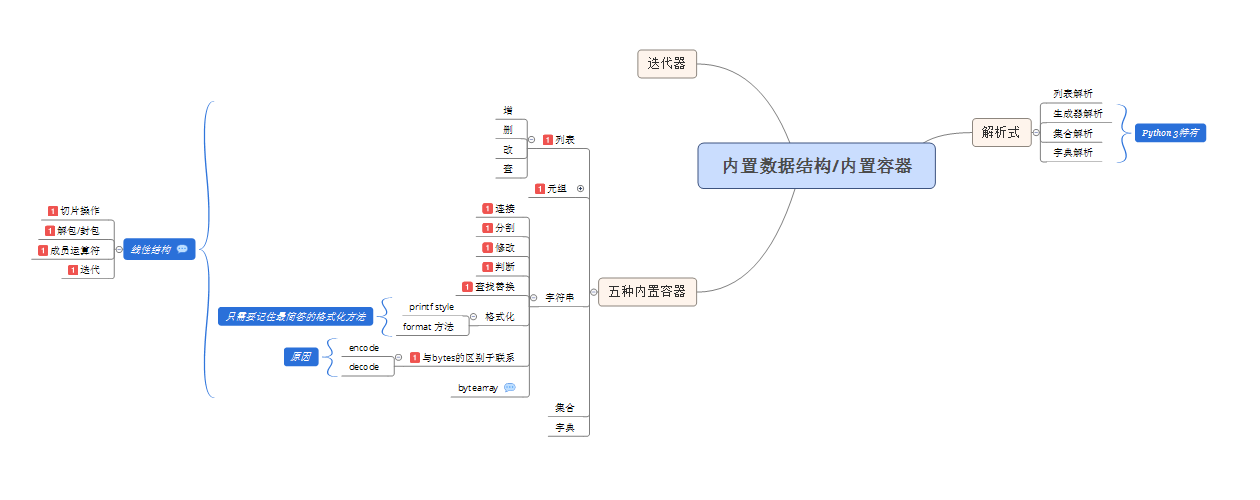 内置数据结构/内置容器
迭代器
解析式
列表解析
生成器解析
集合解析
字典解析
Python 3特有
五种内置容器
1 列表
增
删
改
查
1 元组
字符串
1 连接
1 分割
1 修改
1 判断
1 查找替换
格式化
printf style
format 方法
只需要记住最简答的格式化方法
1 与bytes的区别于联系
encode
decode
原因
bytearray
集合
字典
线性结构
1 切片操作
1 解包/封包
1 成员运算符
1 迭代